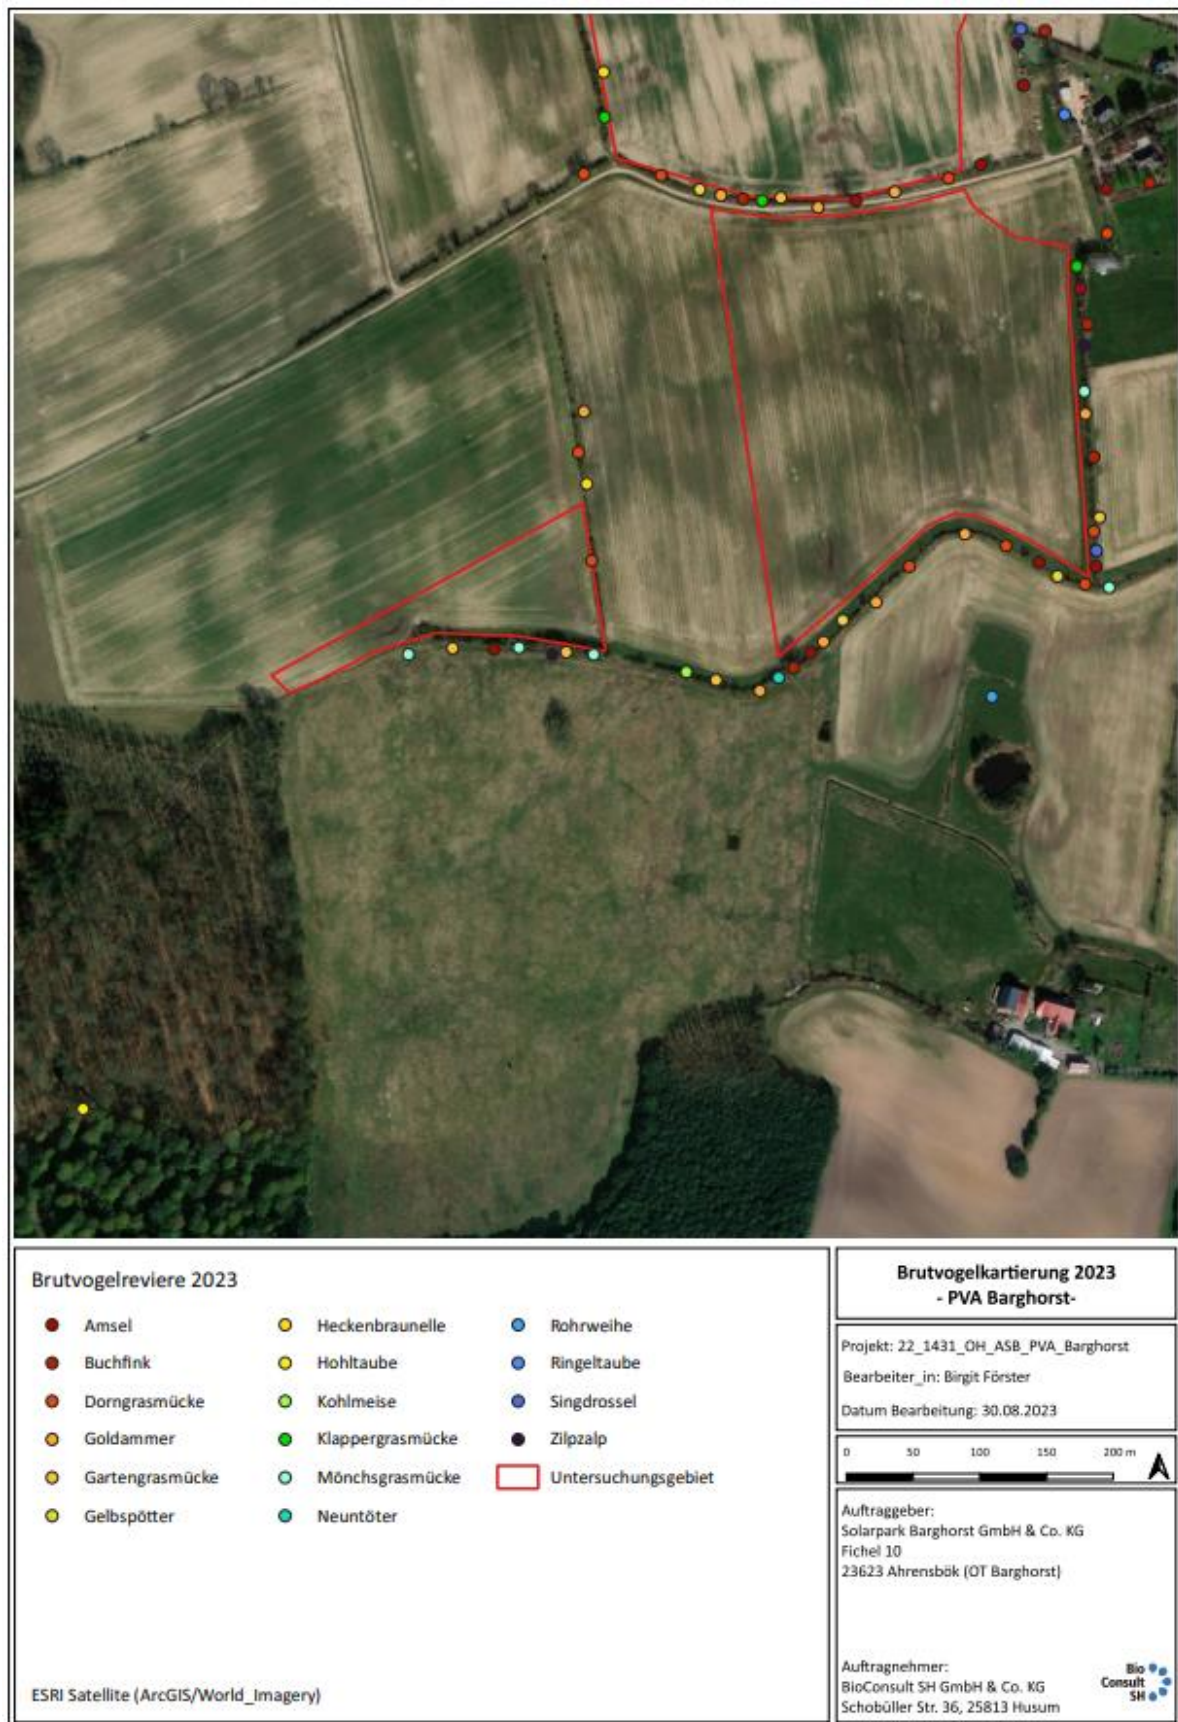 Brutvogelreviere 2023
Amsel
Buchfink
Dorngrasmücke
Goldammer
Gartengrasmücke
Gelbspötter
Heckenbraunelle
Hohltaube
Kohlmeise
Klappergrasmücke
Mönchsgrasmücke
Neuntöter
Rohrweihe
Ringeltaube
Singdrossel
Zilpzalp
Untersuchungsgebiet
ESRI Satellite (ArcGIS/World_Imagery)
Brutvogelkartierung 2023
- PVA Barghorst-
Projekt: 22_1431_OH_ASB_PVA_Barghorst
Bearbeiter_in: Birgit Förster
Datum Bearbeitung: 30.08.2023
0 50 100 150 200 m
Auftraggeber:
Solarpark Barghorst GmbH & Co. KG
Fichel 10
23623 Ahrensbök (OT Barghorst)
Auftragnehmer:
BioConsult SH GmbH & Co. KG
Schobüller Str. 36, 25813 Husum
Bio
Consult
SH